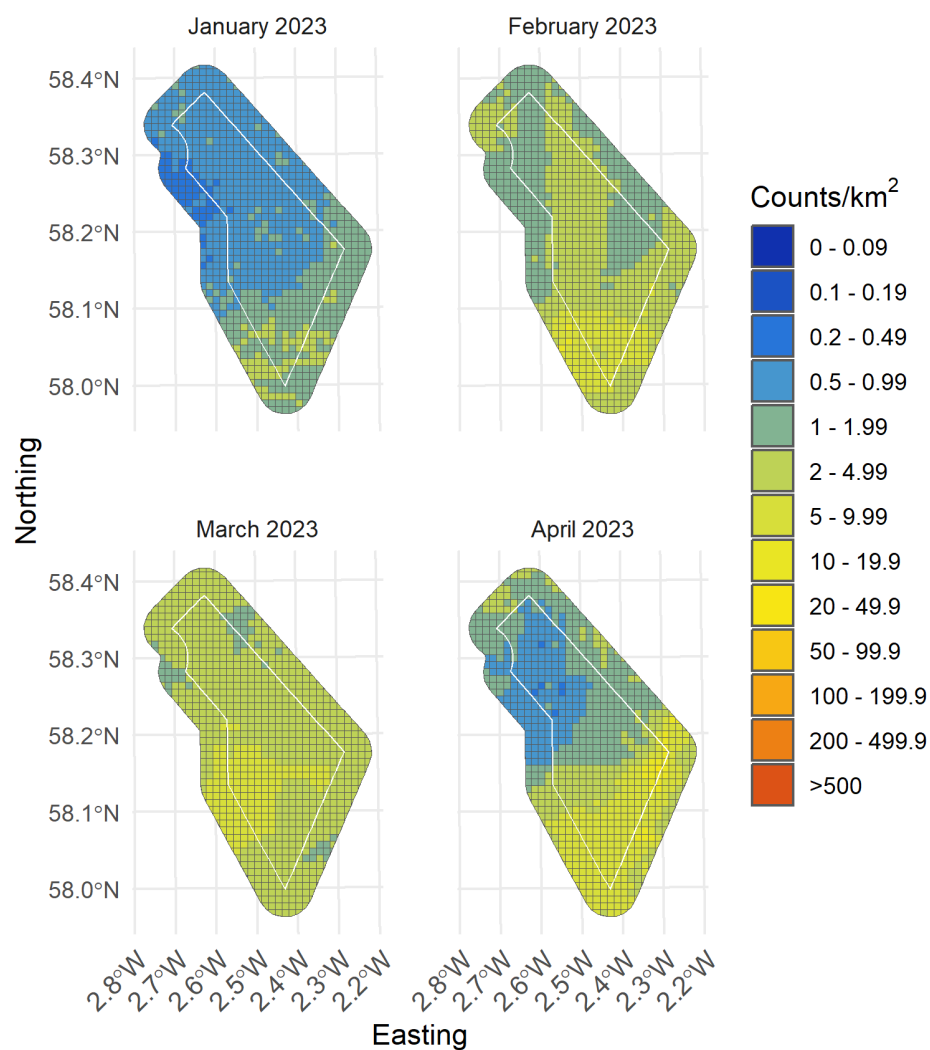 January 2023
February 2023
58.4°N
58.3°N
58.2°N
58.1°N
58.0°N
March 2023
April 2023
58.4°N
58.3°N
58.2°N
58.1°N
58.0°N
2.8°W
2.7°W
2.6°W
2.5°W
2.4°W
2.3°W
2.2°W
2.8°W
2.7°W
2.6°W
2.5°W
2.4°W
2.3°W
2.2°W
Northing
Easting
Counts/km²
0 - 0.09
0.1 - 0.19
0.2 - 0.49
0.5 - 0.99
1 - 1.99
2 - 4.99
5 - 9.99
10 - 19.9
20 - 49.9
50 - 99.9
100 - 199.9
200 - 499.9
>500